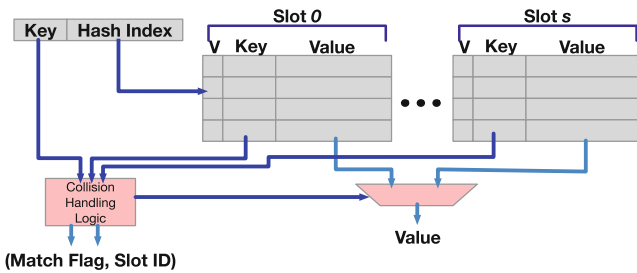 Slot 0 Slot s
Key Hash Index V Key Value V Key Value
Collision
Handling
Logic
Value
(Match Flag, Slot ID)